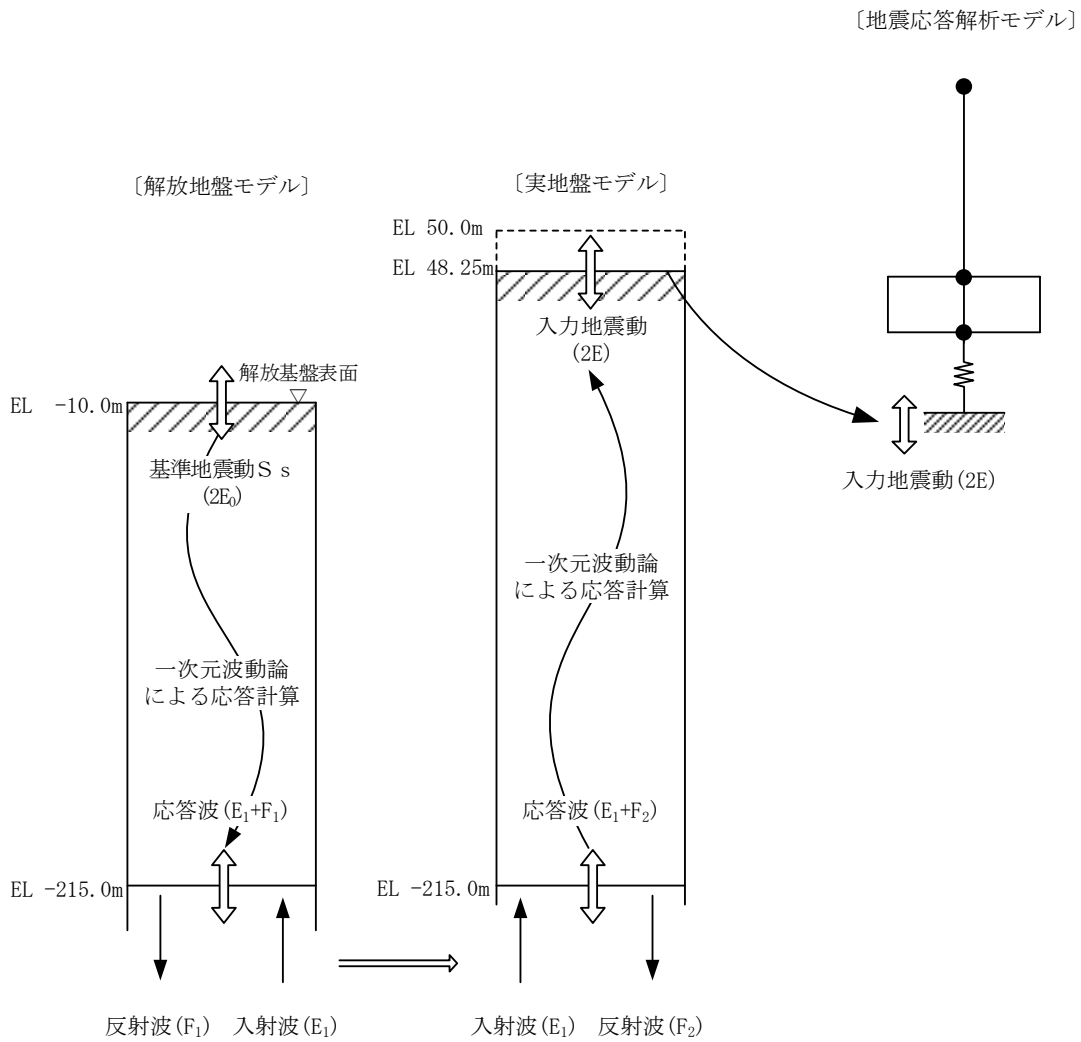 〔地震応答解析モデル〕
〔解放地盤モデル〕
〔実地盤モデル〕
EL 50.0m
EL 48.25m
入力地震動
(2E)
解放基盤表面
EL -10.0m
基準地震動Ｓｓ
(2E₀)
入力地震動(2E)
一次元波動論
による応答計算
一次元波動論
による応答計算
応答波(E₁+F₁)
応答波(E₁+F₂)
EL -215.0m
EL -215.0m
反射波(F₁) 入射波(E₁)
入射波(E₁) 反射波(F₂)